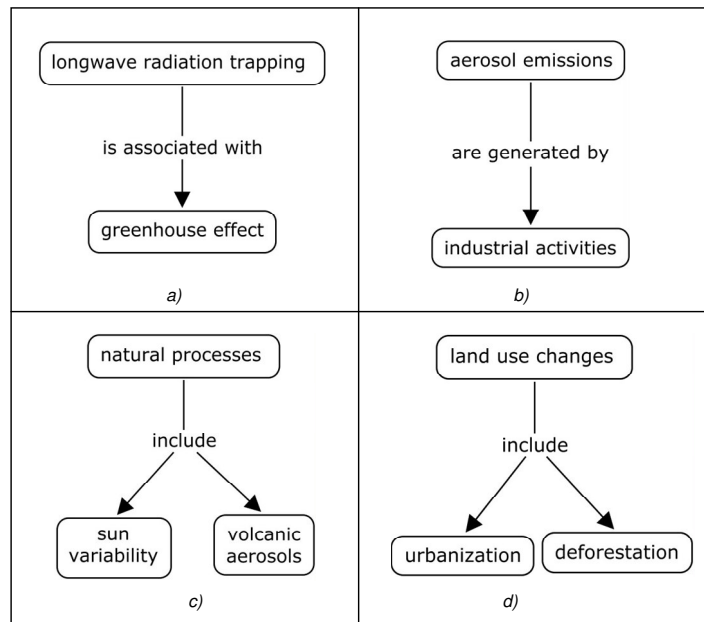 longwave radiation trapping
is associated with
greenhouse effect
a)
aerosol emissions
are generated by
industrial activities
b)
natural processes
include
sun
variability
volcanic
aerosols
c)
land use changes
include
urbanization
deforestation
d)